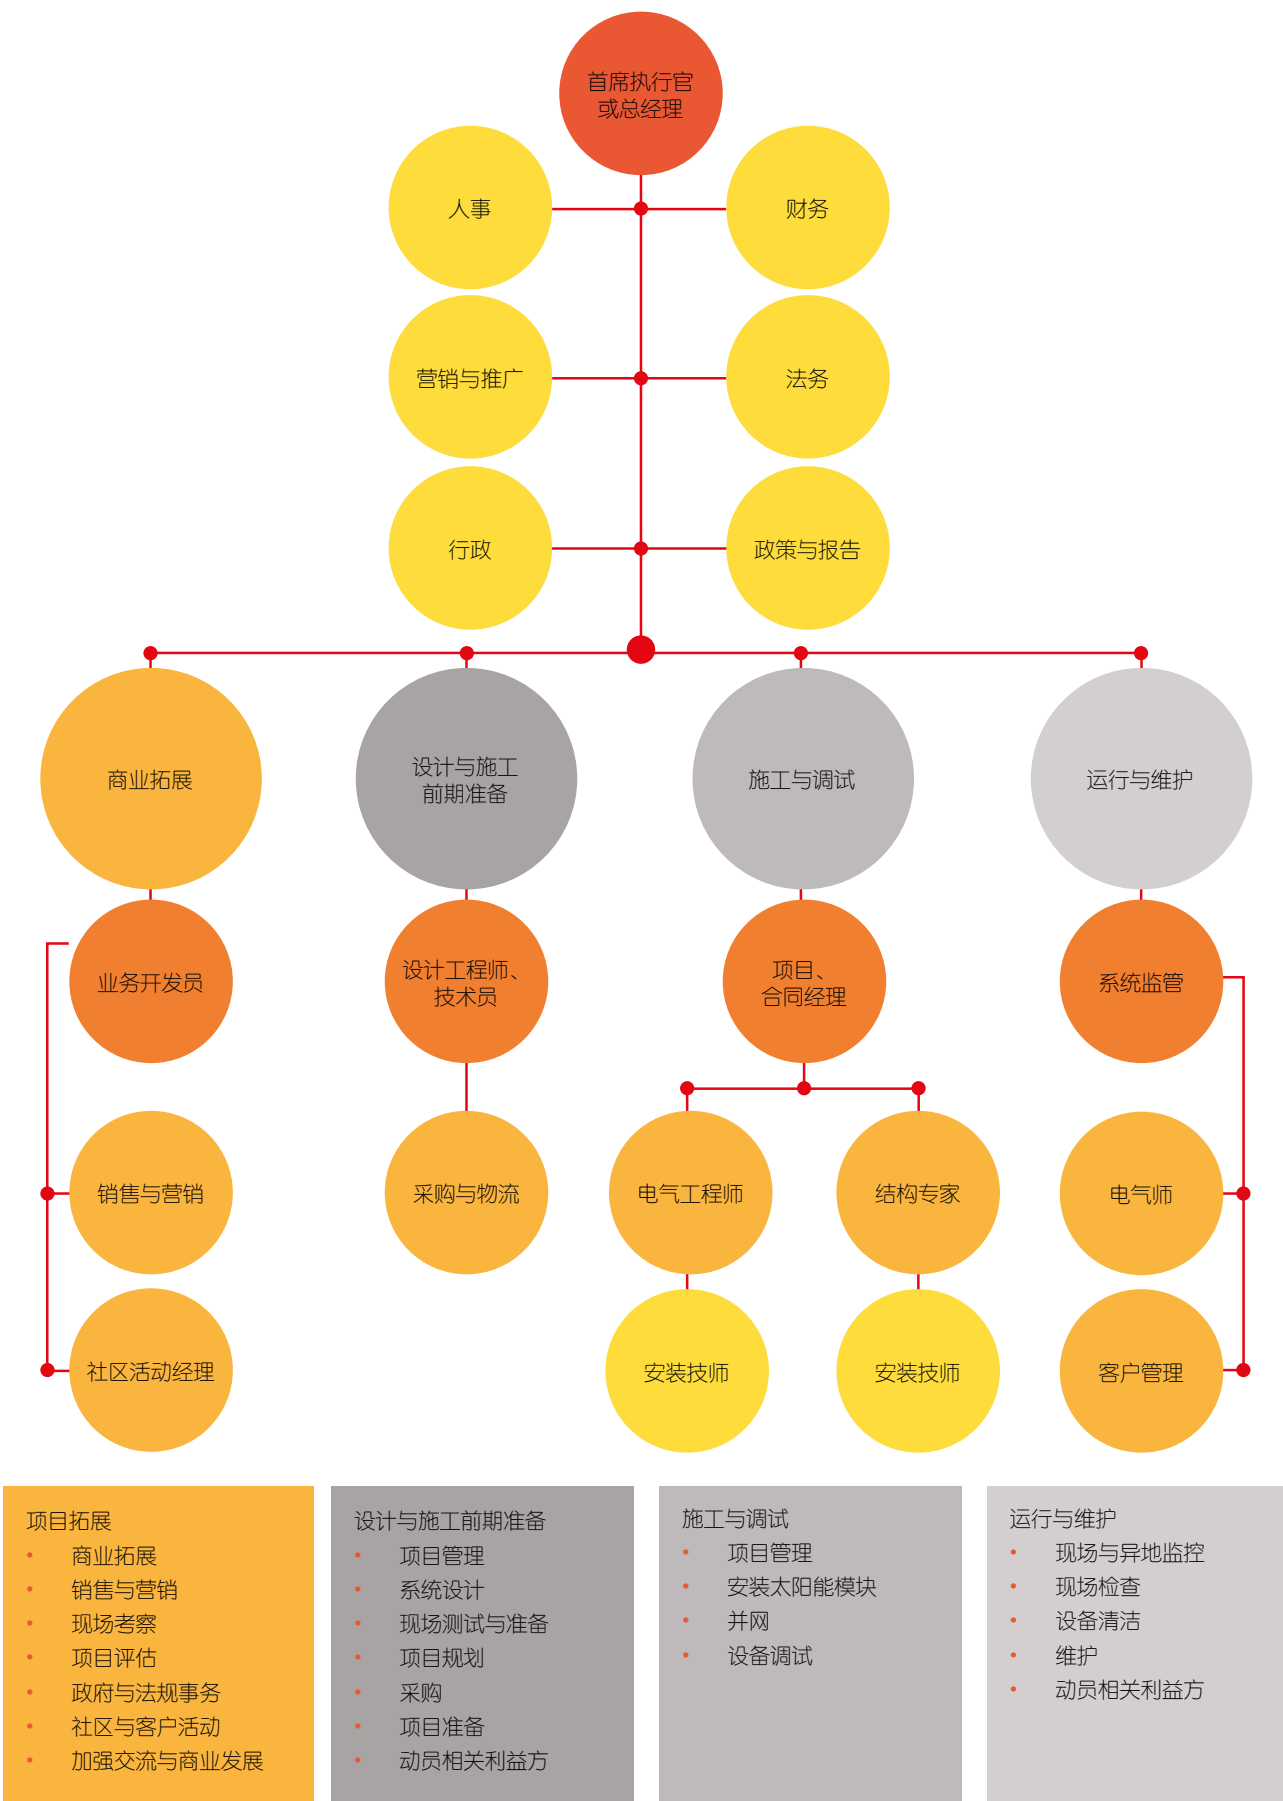 首席执行官
或总经理
人事
财务
营销与推广
法务
行政
政策与报告
商业拓展
设计与施工
前期准备
施工与调试
运行与维护
业务开发员
设计工程师、
技术员
项目、
合同经理
系统监管
销售与营销
采购与物流
电气工程师
结构专家
电气师
社区活动经理
安装技师
安装技师
客户管理
项目拓展
• 商业拓展
• 销售与营销
• 现场考察
• 项目评估
• 政府与法规事务
• 社区与客户活动
• 加强交流与商业发展
设计与施工前期准备
• 项目管理
• 系统设计
• 现场测试与准备
• 项目规划
• 采购
• 项目准备
• 动员相关利益方
施工与调试
• 项目管理
• 安装太阳能模块
• 并网
• 设备调试
运行与维护
• 现场与异地监控
• 现场检查
• 设备清洁
• 维护
• 动员相关利益方